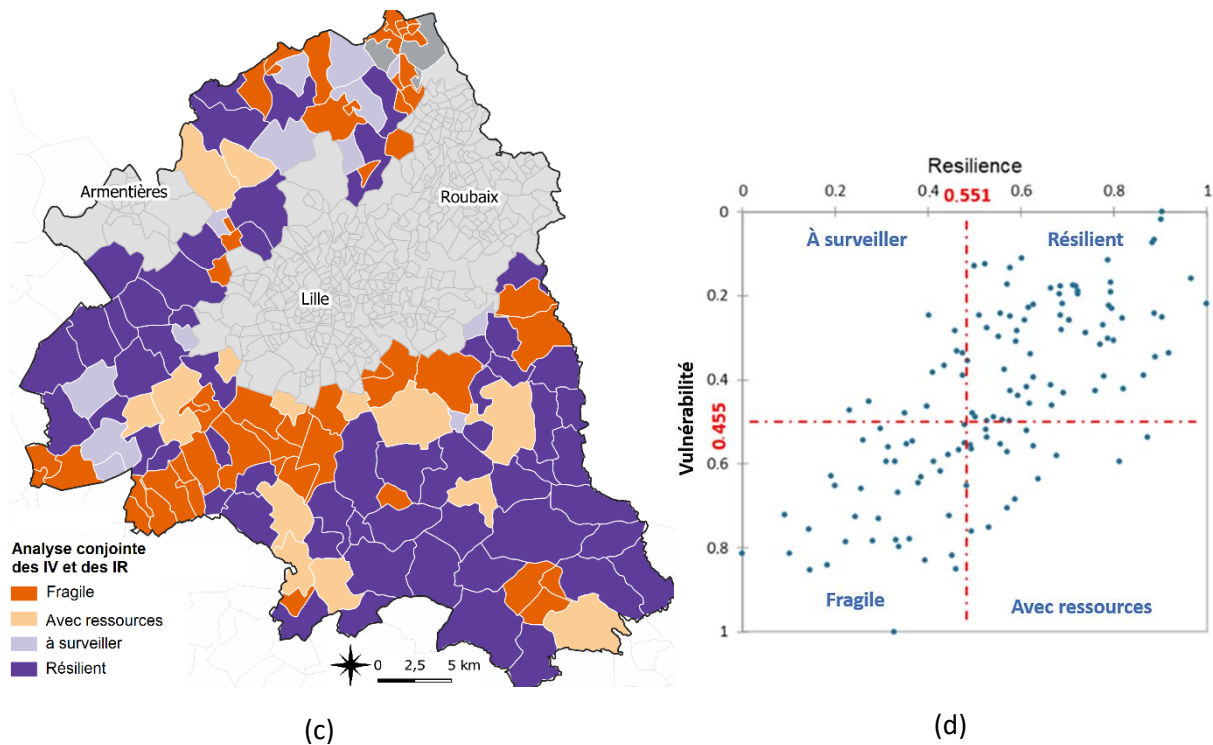 Armentières
Roubaix
Lille
Analyse conjointe
des IV et des IR
Fragile
Avec ressources
à surveiller
Résilient
0 2,5 5 km
(c)
Resilience
0 0.2 0.4 0.6 0.8 1
0.551
0
0.2
0.4
0.6
0.8
1
Vulnérabilité
0.455
À surveiller
Résilient
Fragile
Avec ressources
(d)